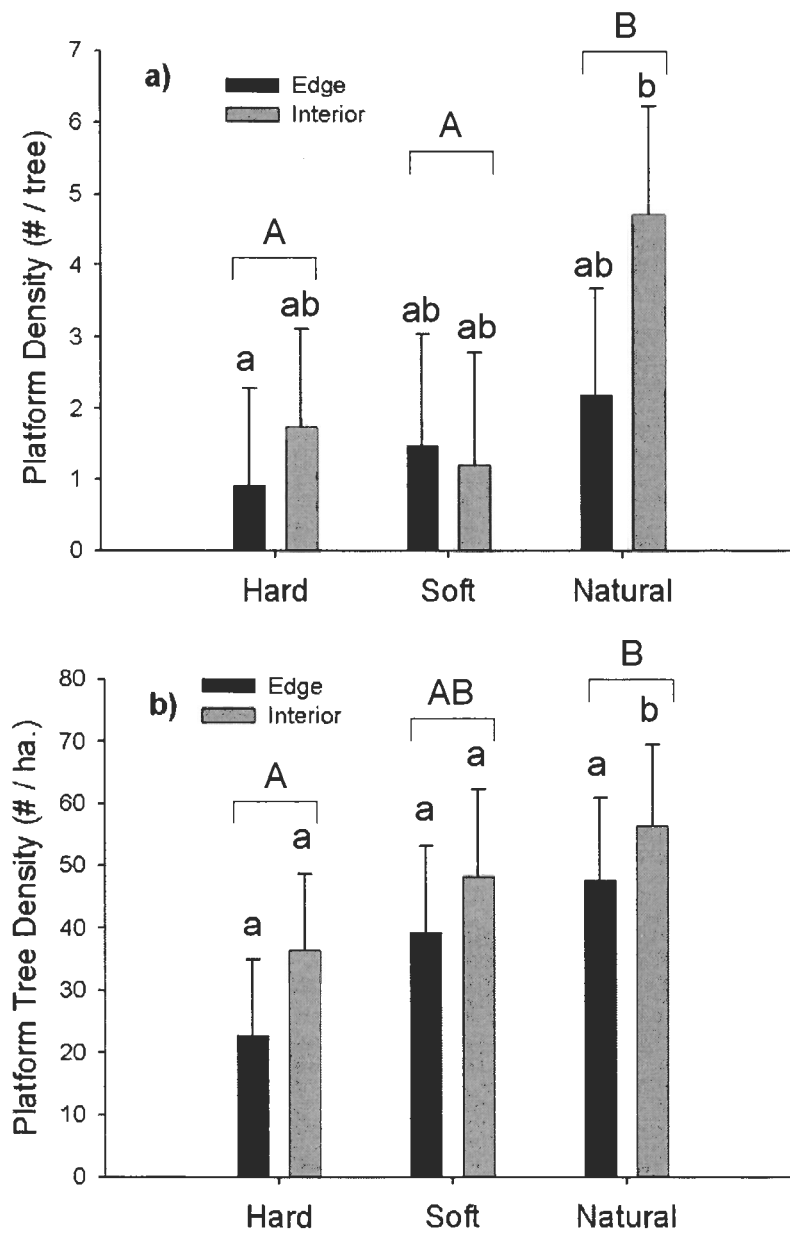 a)
Edge
Interior
Platform Density (# / tree)
7
6
5
4
3
2
1
0
A
a
ab
A
ab
ab
B
ab
b
Hard Soft Natural
b)
Edge
Interior
Platform Tree Density (# / ha.)
80
70
60
50
40
30
20
10
0
A
a
a
AB
a
a
B
a
b
Hard Soft Natural